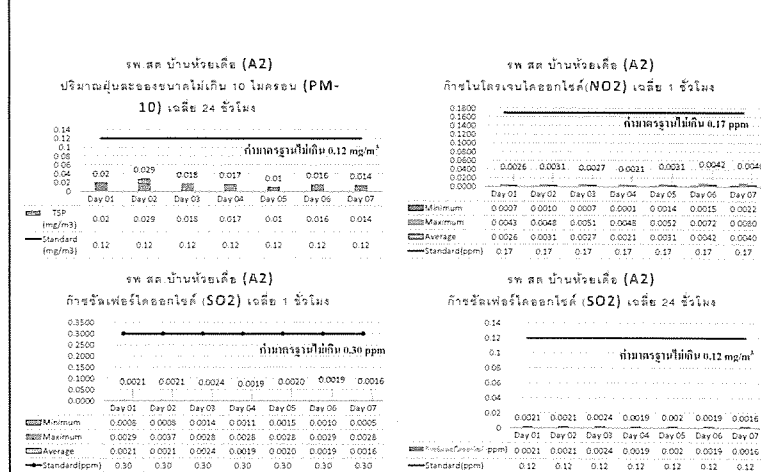 รพ.สต บ้านห้วยเดื่อ (A2)
ปริมาณฝุ่นละอองขนาดไม่เกิน 10 ไมครอน (PM-
10) เฉลี่ย 24 ชั่วโมง
0.14
0.12
0.1
0.08
0.06
0.04
0.02
0
ค่ามาตรฐานไม่เกิน 0.12 mg/m³
0.02 0.029 0.018 0.017 0.01 0.016 0.014
Day 01 Day 02 Day 03 Day 04 Day 05 Day 06 Day 07
TSP (mg/m3) 0.02 0.029 0.018 0.017 0.01 0.016 0.014
Standard (mg/m3) 0.12 0.12 0.12 0.12 0.12 0.12 0.12
รพ สต บ้านห้วยเดื่อ (A2)
ก๊าซไนโตรเจนไดออกไซด์(NO2) เฉลี่ย 1 ชั่วโมง
0.1800
0.1600
0.1400
0.1200
0.1000
0.0800
0.0600
0.0400
0.0200
0.0000
ค่ามาตรฐานไม่เกิน 0.17 ppm
0.0026 0.0031 0.0027 0.0021 0.0031 0.0042 0.0040
Day 01 Day 02 Day 03 Day 04 Day 05 Day 06 Day 07
Minimum 0.0007 0.0010 0.0007 0.0001 0.0014 0.0015 0.0022
Maximum 0.0043 0.0048 0.0051 0.0048 0.0052 0.0072 0.0080
Average 0.0026 0.0031 0.0027 0.0021 0.0031 0.0042 0.0040
Standard(ppm) 0.17 0.17 0.17 0.17 0.17 0.17 0.17
รพ สต.บ้านห้วยเดื่อ (A2)
ก๊าซซัลเฟอร์ไดออกไซด์ (SO2) เฉลี่ย 1 ชั่วโมง
0.3500
0.3000
0.2500
0.2000
0.1500
0.1000
0.0500
0.0000
ค่ามาตรฐานไม่เกิน 0.30 ppm
0.0021 0.0021 0.0024 0.0019 0.0020 0.0019 0.0016
Day 01 Day 02 Day 03 Day 04 Day 05 Day 06 Day 07
Minimum 0.0008 0.0008 0.0014 0.0011 0.0015 0.0010 0.0005
Maximum 0.0029 0.0037 0.0028 0.0028 0.0028 0.0029 0.0028
Average 0.0021 0.0021 0.0024 0.0019 0.0020 0.0019 0.0016
Standard(ppm) 0.30 0.30 0.30 0.30 0.30 0.30 0.30
รพ สต บ้านห้วยเดื่อ (A2)
ก๊าซซัลเฟอร์ไดออกไซด์ (SO2) เฉลี่ย 24 ชั่วโมง
0.14
0.12
0.1
0.08
0.06
0.04
0.02
0
ค่ามาตรฐานไม่เกิน 0.12 mg/m³
0.0021 0.0021 0.0024 0.0019 0.002 0.0019 0.0016
Day 01 Day 02 Day 03 Day 04 Day 05 Day 06 Day 07
0.0021 0.0021 0.0024 0.0019 0.002 0.0019 0.0016
Standard(ppm) 0.12 0.12 0.12 0.12 0.12 0.12 0.12